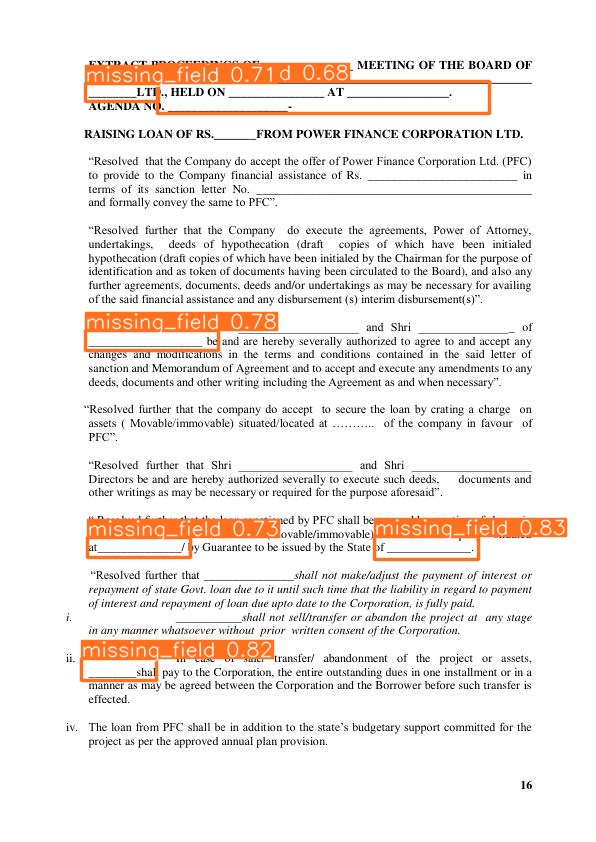 EXTRACT PROCEEDINGS OF ________________ MEETING OF THE BOARD OF
missing_field 0.71d 0.68
________LTD., HELD ON ________________ AT _________________.
AGENDA NO. ____________________-
RAISING LOAN OF RS._______FROM POWER FINANCE CORPORATION LTD.
“Resolved that the Company do accept the offer of Power Finance Corporation Ltd. (PFC)
to provide to the Company financial assistance of Rs. _________________________ in
terms of its sanction letter No. ______________________________________________
and formally convey the same to PFC”.
“Resolved further that the Company do execute the agreements, Power of Attorney,
undertakings, deeds of hypothecation (draft copies of which have been initialed
hypothecation (draft copies of which have been initialed by the Chairman for the purpose of
identification and as token of documents having been circulated to the Board), and also any
further agreements, documents, deeds and/or undertakings as may be necessary for availing
of the said financial assistance and any disbursement (s) interim disbursement(s)”.
missing_field 0.78
____________________ and Shri ________________ of
___________________ be and are hereby severally authorized to agree to and accept any
changes and modifications in the terms and conditions contained in the said letter of
sanction and Memorandum of Agreement and to accept and execute any amendments to any
deeds, documents and other writing including the Agreement as and when necessary”.
“Resolved further that the company do accept to secure the loan by crating a charge on
assets ( Movable/immovable) situated/located at ……….. of the company in favour of
PFC”.
“Resolved further that Shri ___________________ and Shri ____________________
Directors be and are hereby authorized severally to execute such deeds, documents and
other writings as may be necessary or required for the purpose aforesaid”.
missing_field 0.73
missing_field 0.83
by PFC shall be
ovable/immovable)
at______________/ by Guarantee to be issued by the State of ______________.
“Resolved further that _______________shall not make/adjust the payment of interest or
repayment of state Govt. loan due to it until such time that the liability in regard to payment
of interest and repayment of loan due upto date to the Corporation, is fully paid.
i. ___________shall not sell/transfer or abandon the project at any stage
in any manner whatsoever without prior written consent of the Corporation.
missing_field 0.82
ii. In case of such transfer/ abandonment of the project or assets,
________shall pay to the Corporation, the entire outstanding dues in one installment or in a
manner as may be agreed between the Corporation and the Borrower before such transfer is
effected.
iv. The loan from PFC shall be in addition to the state’s budgetary support committed for the
project as per the approved annual plan provision.
16